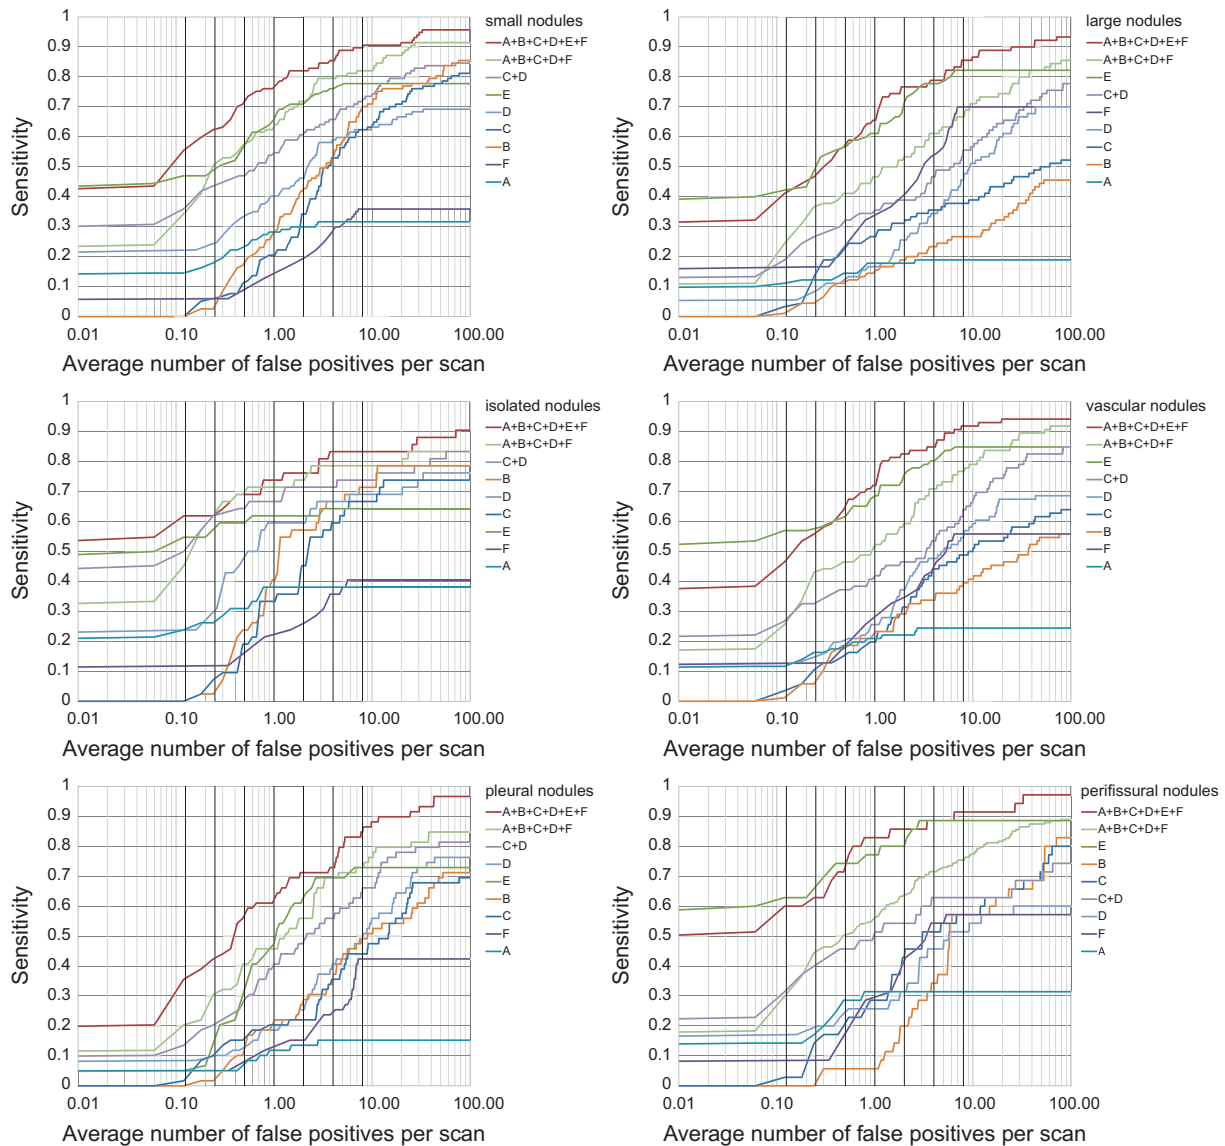 small nodules
A+B+C+D+E+F
A+B+C+D+F
C+D
E
D
C
B
F
A
1
0.9
0.8
0.7
0.6
0.5
0.4
0.3
0.2
0.1
0
Sensitivity
0.01 0.10 1.00 10.00 100.00
Average number of false positives per scan
large nodules
A+B+C+D+E+F
A+B+C+D+F
E
C+D
F
D
C
B
A
1
0.9
0.8
0.7
0.6
0.5
0.4
0.3
0.2
0.1
0
Sensitivity
0.01 0.10 1.00 10.00 100.00
Average number of false positives per scan
isolated nodules
A+B+C+D+E+F
A+B+C+D+F
C+D
B
D
C
E
F
A
1
0.9
0.8
0.7
0.6
0.5
0.4
0.3
0.2
0.1
0
Sensitivity
0.01 0.10 1.00 10.00 100.00
Average number of false positives per scan
vascular nodules
A+B+C+D+E+F
A+B+C+D+F
E
C+D
D
C
B
F
A
1
0.9
0.8
0.7
0.6
0.5
0.4
0.3
0.2
0.1
0
Sensitivity
0.01 0.10 1.00 10.00 100.00
Average number of false positives per scan
pleural nodules
A+B+C+D+E+F
A+B+C+D+F
C+D
D
E
B
C
F
A
1
0.9
0.8
0.7
0.6
0.5
0.4
0.3
0.2
0.1
0
Sensitivity
0.01 0.10 1.00 10.00 100.00
Average number of false positives per scan
perifissural nodules
A+B+C+D+E+F
A+B+C+D+F
E
B
C
C+D
D
F
A
1
0.9
0.8
0.7
0.6
0.5
0.4
0.3
0.2
0.1
0
Sensitivity
0.01 0.10 1.00 10.00 100.00
Average number of false positives per scan